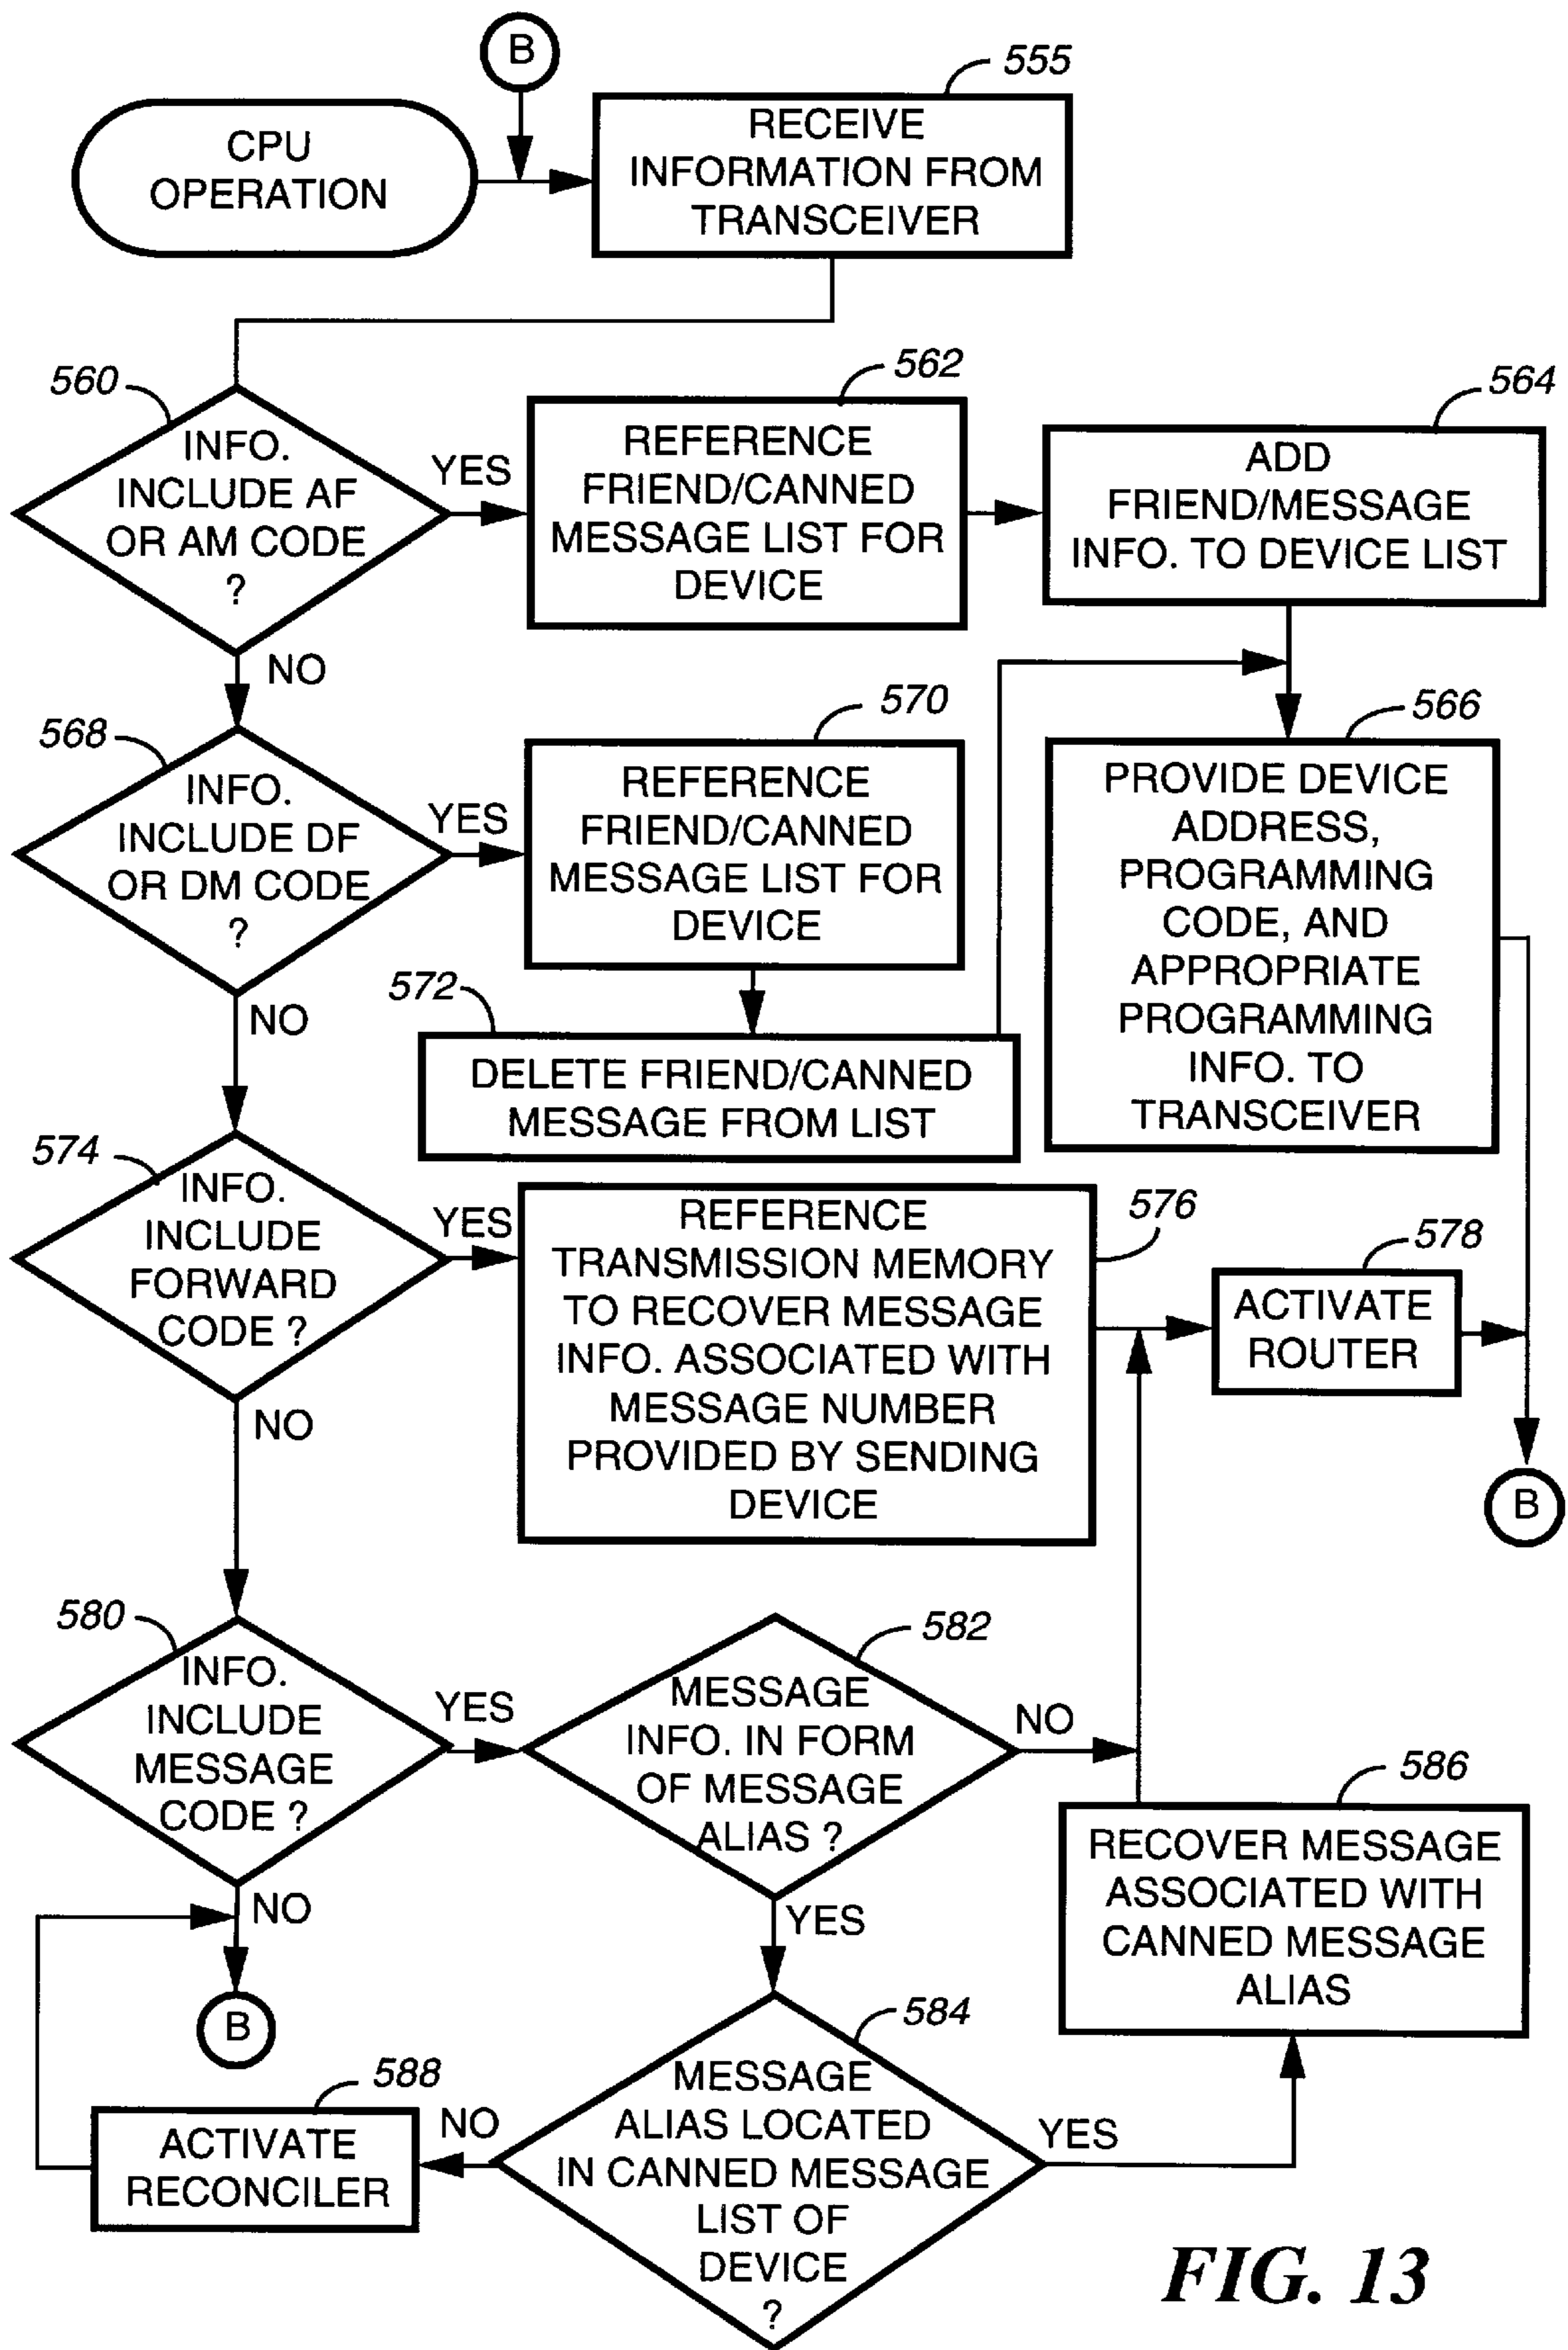 B
555
CPU
OPERATION
RECEIVE
INFORMATION FROM
TRANSCEIVER
560
INFO.
INCLUDE AF
OR AM CODE
?
YES
NO
562
REFERENCE
FRIEND/CANNED
MESSAGE LIST FOR
DEVICE
564
ADD
FRIEND/MESSAGE
INFO. TO DEVICE LIST
568
INFO.
INCLUDE DF
OR DM CODE
?
YES
NO
570
REFERENCE
FRIEND/CANNED
MESSAGE LIST FOR
DEVICE
566
PROVIDE DEVICE
ADDRESS,
PROGRAMMING
CODE, AND
APPROPRIATE
PROGRAMMING
INFO. TO
TRANSCEIVER
572
DELETE FRIEND/CANNED
MESSAGE FROM LIST
574
INFO.
INCLUDE
FORWARD
CODE ?
YES
NO
576
REFERENCE
TRANSMISSION MEMORY
TO RECOVER MESSAGE
INFO. ASSOCIATED WITH
MESSAGE NUMBER
PROVIDED BY SENDING
DEVICE
578
ACTIVATE
ROUTER
B
580
INFO.
INCLUDE
MESSAGE
CODE ?
YES
NO
B
582
MESSAGE
INFO. IN FORM
OF MESSAGE
ALIAS ?
NO
YES
586
RECOVER MESSAGE
ASSOCIATED WITH
CANNED MESSAGE
ALIAS
584
MESSAGE
ALIAS LOCATED
IN CANNED MESSAGE
LIST OF
DEVICE
?
YES
NO
588
ACTIVATE
RECONCILER
FIG. 13